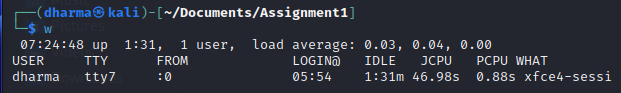 (dharma㉿kali)-[~/Documents/Assignment1]
$ w
07:24:48 up  1:31,  1 user,  load average: 0.03, 0.04, 0.00
USER     TTY      FROM             LOGIN@   IDLE   JCPU   PCPU WHAT
dharma   tty7     :0               05:54    1:31m 46.98s  0.88s xfce4-sessi